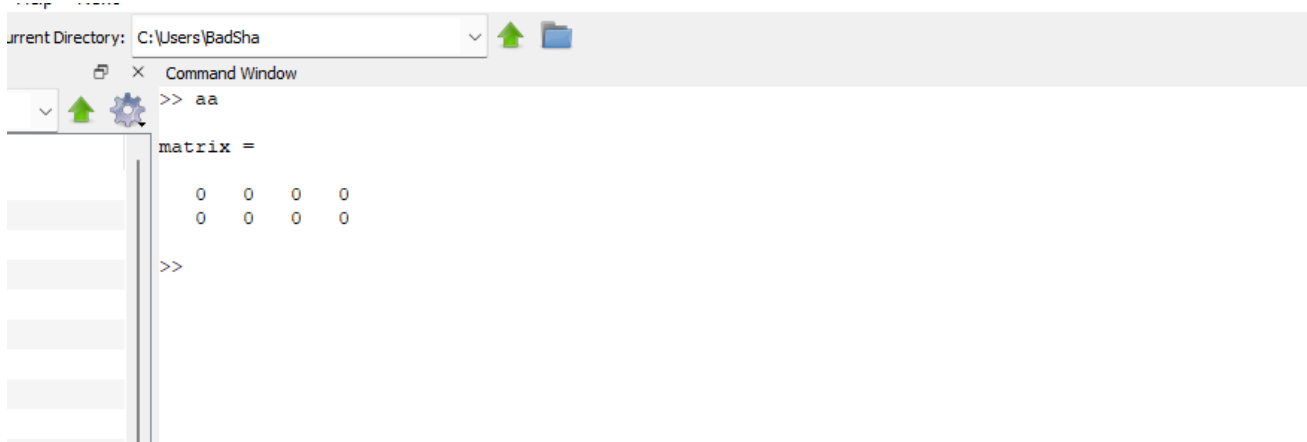 urrent Directory: C:\Users\BadSha
Command Window
>> aa
matrix =
0 0 0 0
0 0 0 0
>>